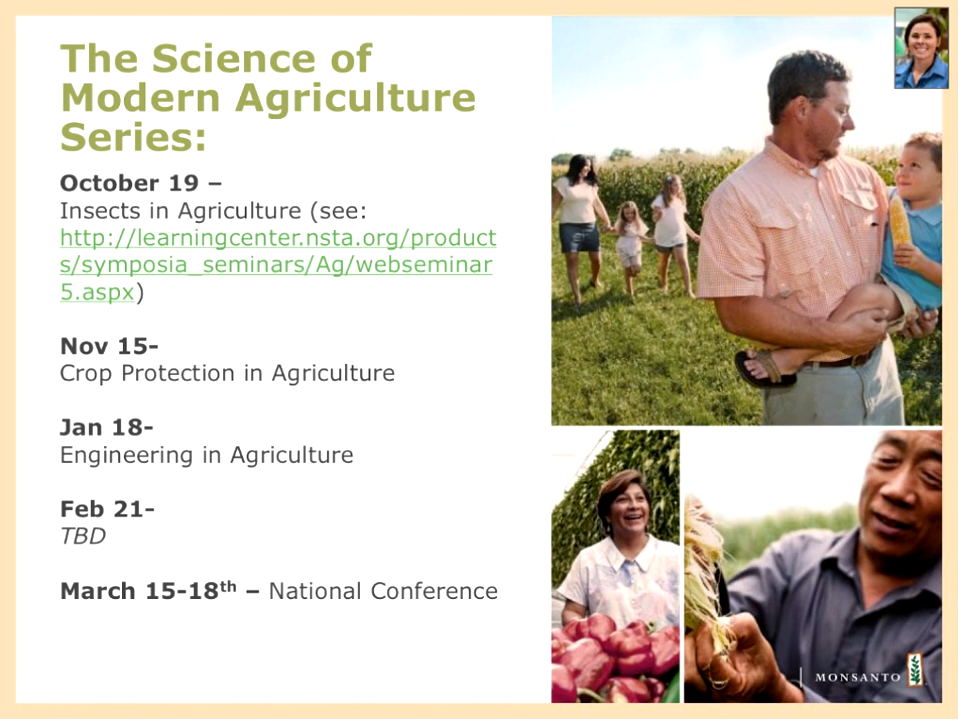 The Science of
Modern Agriculture
Series:
October 19 –
Insects in Agriculture (see:
http://learningcenter.nsta.org/product
s/symposia_seminars/Ag/webseminar
5.aspx)
Nov 15-
Crop Protection in Agriculture
Jan 18-
Engineering in Agriculture
Feb 21-
TBD
March 15-18th – National Conference
MONSANTO